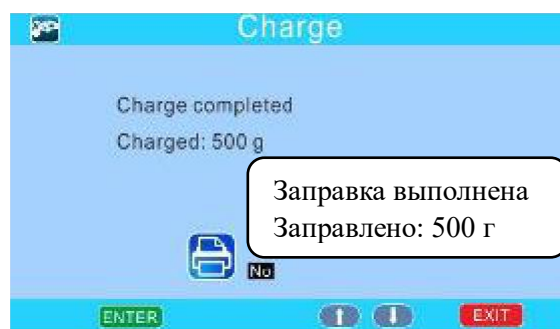 Charge
Charge completed
Charged: 500 g
Заправка выполнена
Заправлено: 500 г
No
ENTER
EXIT